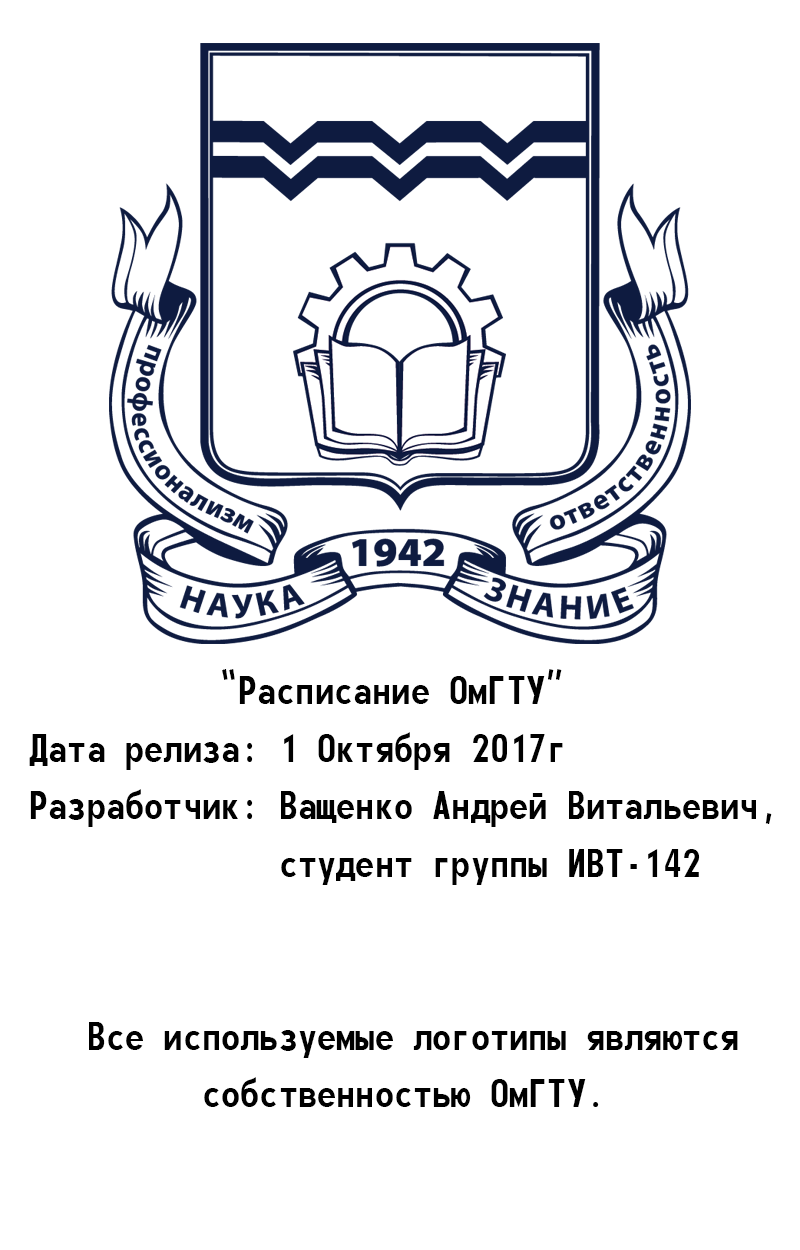 профессионализм
ответственность
1942
НАУКА
ЗНАНИЕ
“Расписание ОмГТУ”
Дата релиза: 1 Октября 2017г
Разработчик: Ващенко Андрей Витальевич,
студент группы ИВТ-142
Все используемые логотипы являются
собственностью ОмГТУ.